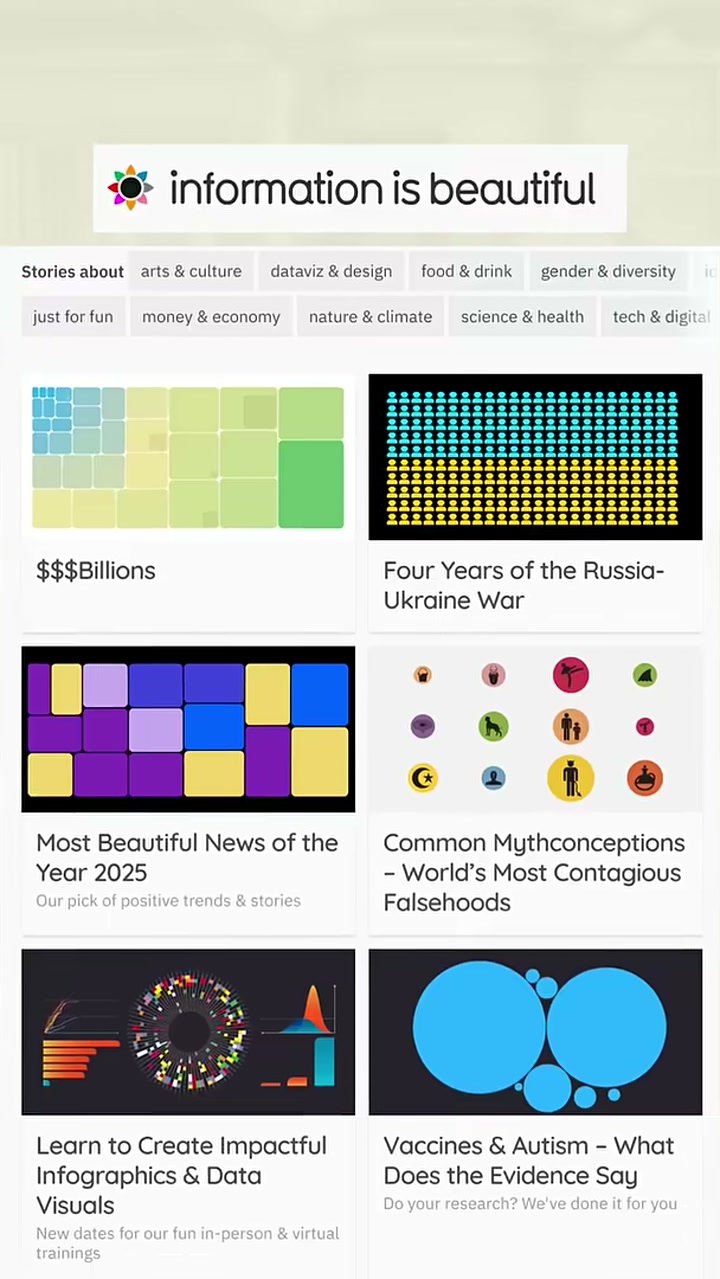 information is beautiful
Stories about arts & culture dataviz & design food & drink gender & diversity
just for fun money & economy nature & climate science & health tech & digital
$$$Billions
Four Years of the Russia-
Ukraine War
Most Beautiful News of the
Year 2025
Our pick of positive trends & stories
Common Mythconceptions
– World’s Most Contagious
Falsehoods
Learn to Create Impactful
Infographics & Data
Visuals
New dates for our fun in-person & virtual
trainings
Vaccines & Autism – What
Does the Evidence Say
Do your research? We've done it for you